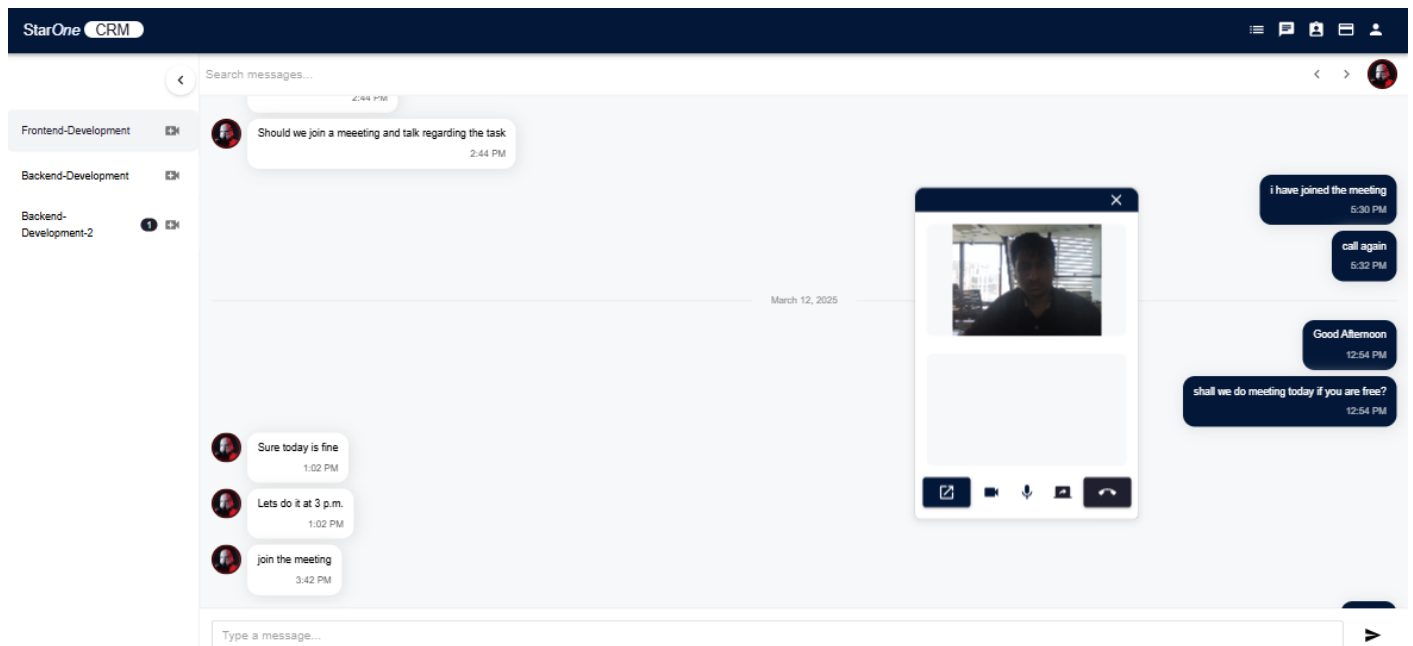 StarOne CRM
Search messages...
Frontend-Development
Backend-Development
Backend-
Development-2
1
2:44 PM
Should we join a meeeting and talk regarding the task
2:44 PM
i have joined the meeting
5:30 PM
call again
5:32 PM
March 12, 2025
Good Afternoon
12:54 PM
shall we do meeting today if you are free?
12:54 PM
Sure today is fine
1:02 PM
Lets do it at 3 p.m.
1:02 PM
join the meeting
3:42 PM
Type a message...